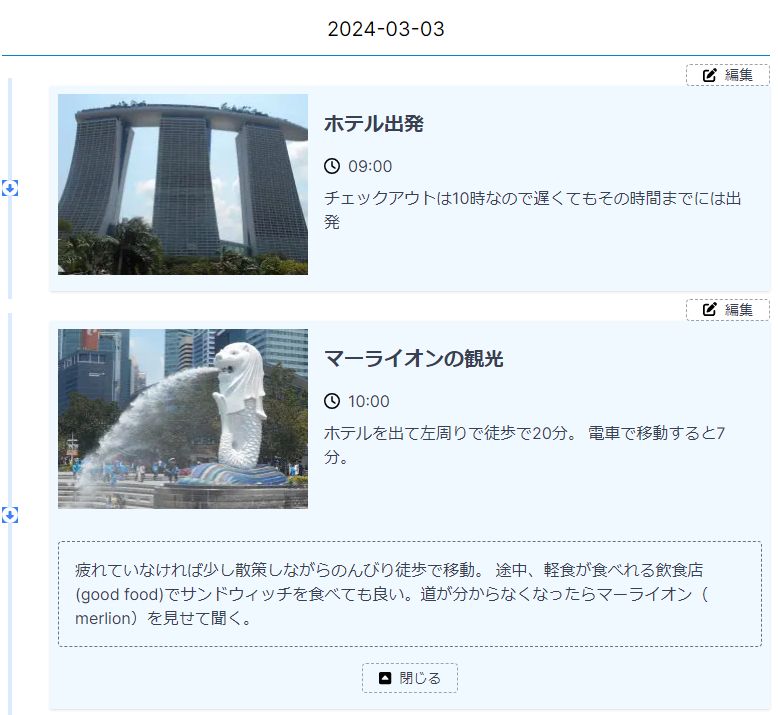 2024-03-03
編集
ホテル出発
09:00
チェックアウトは10時なので遅くてもその時間までには出
発
編集
マーライオンの観光
10:00
ホテルを出て左周りで徒歩で20分。 電車で移動すると7
分。
疲れていなければ少し散策しながらのんびり徒歩で移動。 途中、軽食が食べれる飲食店
(good food)でサンドウィッチを食べても良い。道が分からなくなったらマーライオン（
merlion）を見せて聞く。
閉じる